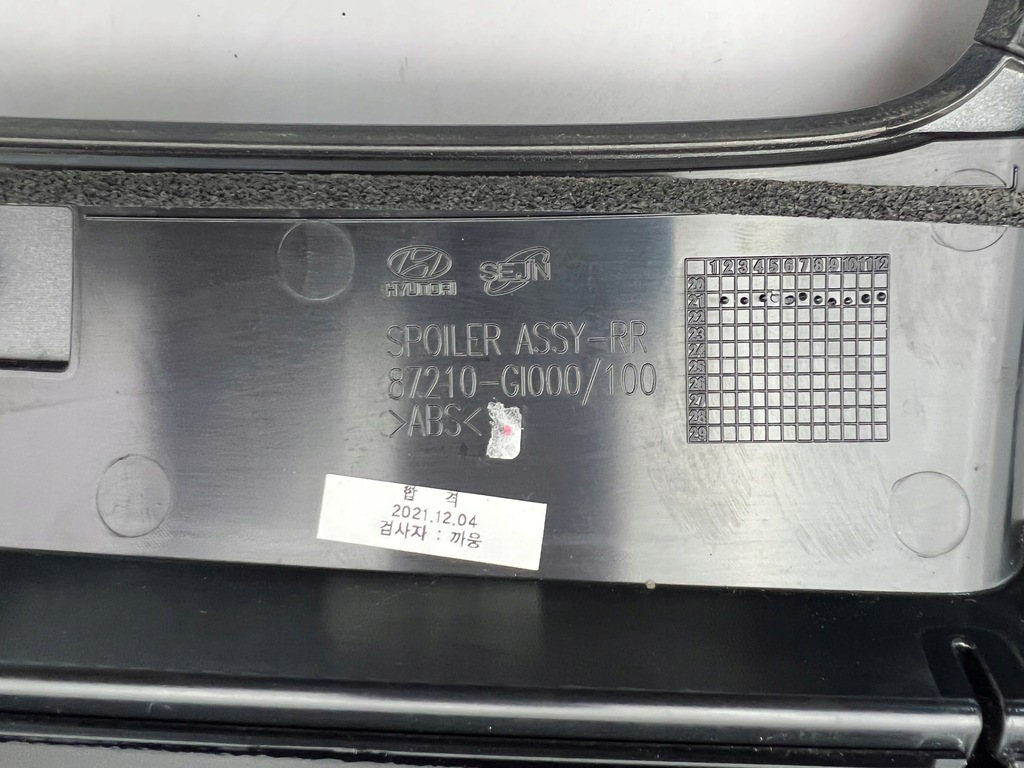 HYUNDAI SEJIN
SPOILER ASSY-RR
87210-GI000/100
>ABS<
1 2 3 4 5 6 7 8 9 10 11 12
20
21
22
23
24
25
26
27
28
29
합 격
2021.12.04
검사자 : 까웅